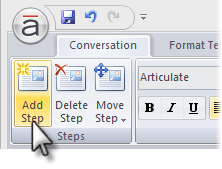 Conversation Format Te
Add Step
Delete Step
Move Step
Articulate
B I U
Steps